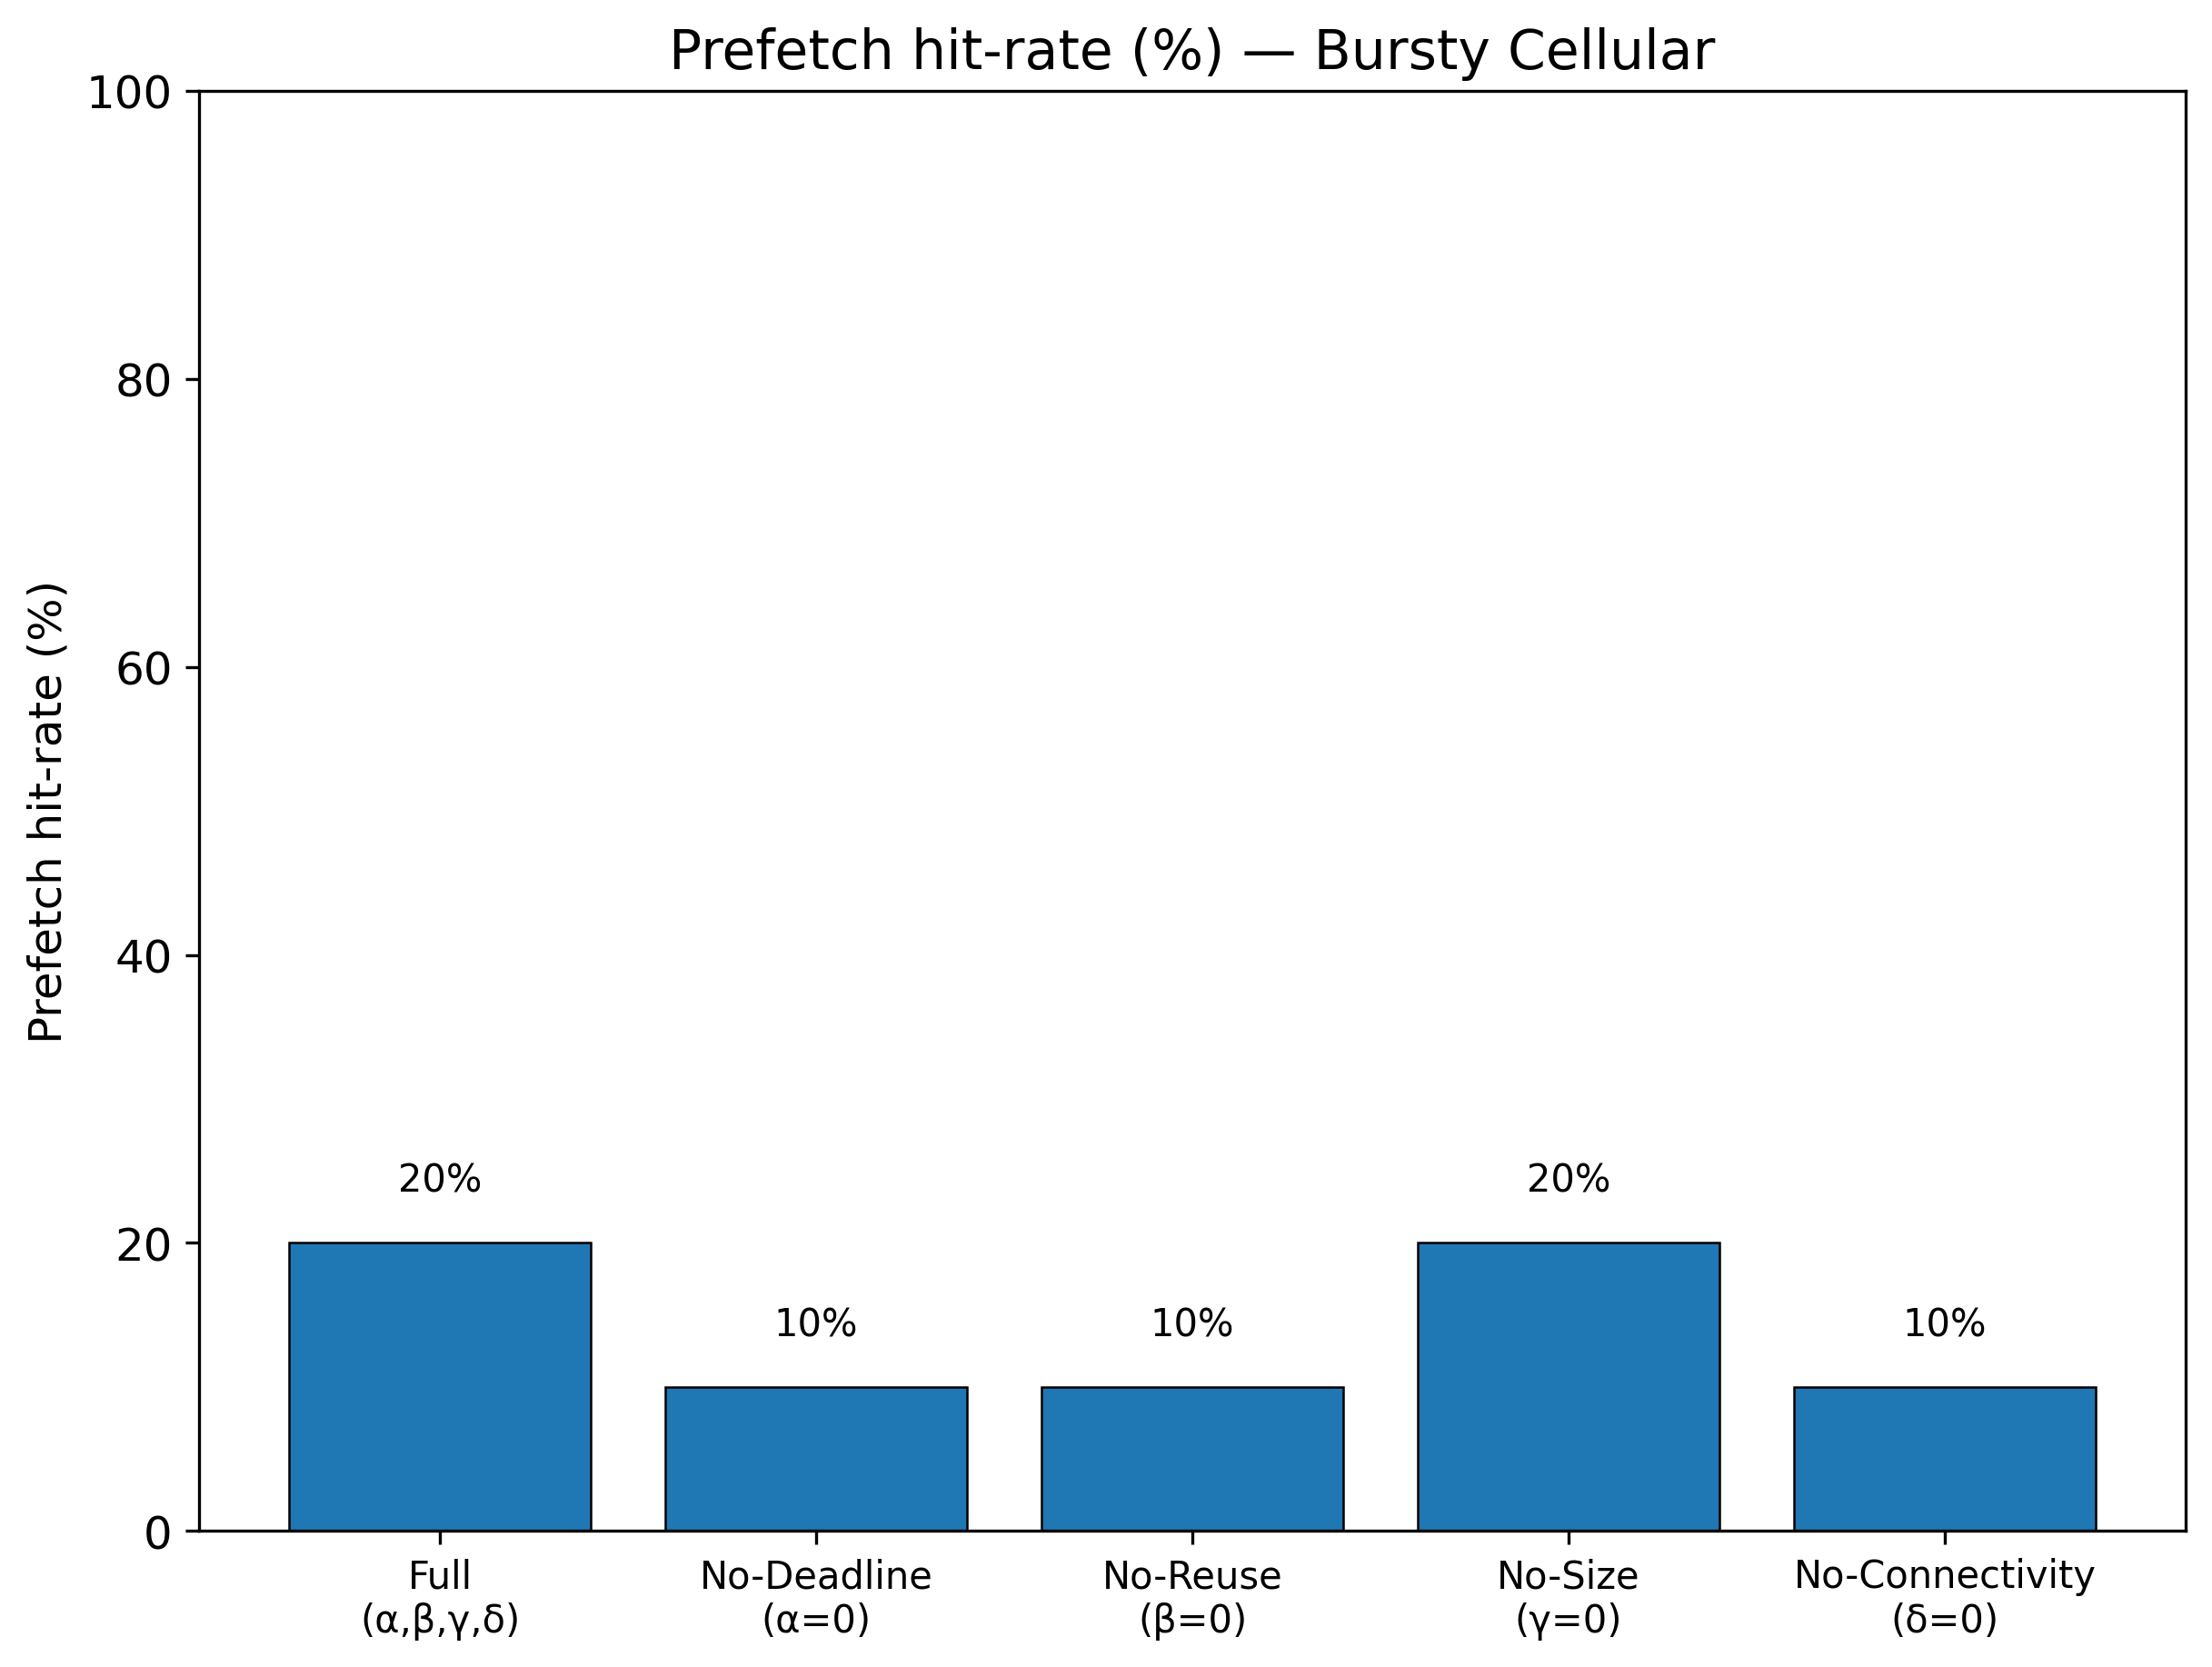 Prefetch hit-rate (%) — Bursty Cellular
Prefetch hit-rate (%)
100
80
60
40
20
0
20%
10%
10%
20%
10%
Full
(α,β,γ,δ)
No-Deadline
(α=0)
No-Reuse
(β=0)
No-Size
(γ=0)
No-Connectivity
(δ=0)